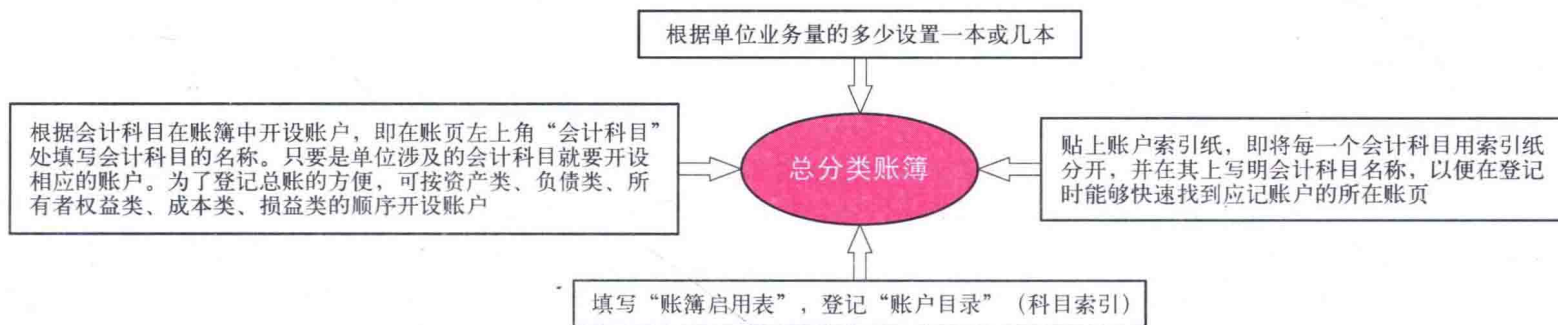 根据单位业务量的多少设置一本或几本
根据会计科目在账簿中开设账户，即在账页左上角“会计科目”
处填写会计科目的名称。只要是单位涉及的会计科目就要开设
相应的账户。为了登记总账的方便，可按资产类、负债类、所
有者权益类、成本类、损益类的顺序开设账户
总分类账簿
贴上账户索引纸，即将每一个会计科目用索引纸
分开，并在其上写明会计科目名称，以便在登记
时能够快速找到应记账户的所在账页
填写“账簿启用表”，登记“账户目录”（科目索引）